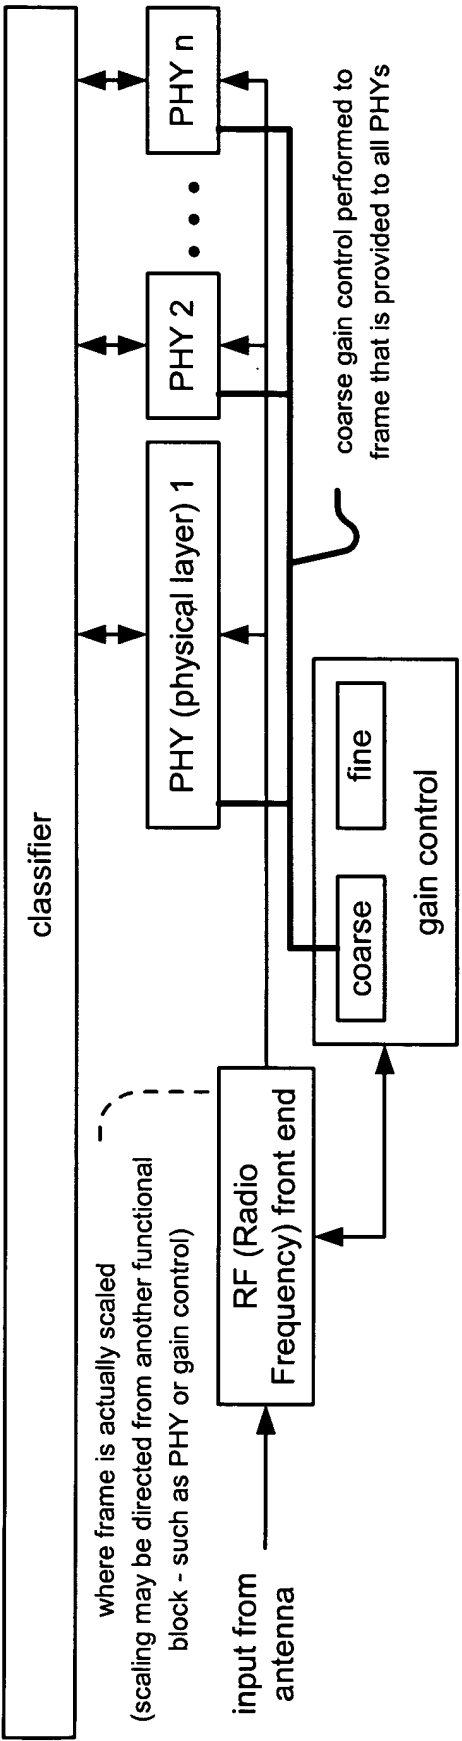 classifier
where frame is actually scaled
(scaling may be directed from another functional
block - such as PHY or gain control)
input from
antenna
RF (Radio
Frequency) front end
PHY (physical layer) 1
PHY 2
PHY n
coarse
fine
gain control
coarse gain control performed to
frame that is provided to all PHYs